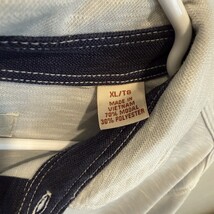 XL/TG
MADE IN
VIETNAM
70% MODAL
30% POLYESTER